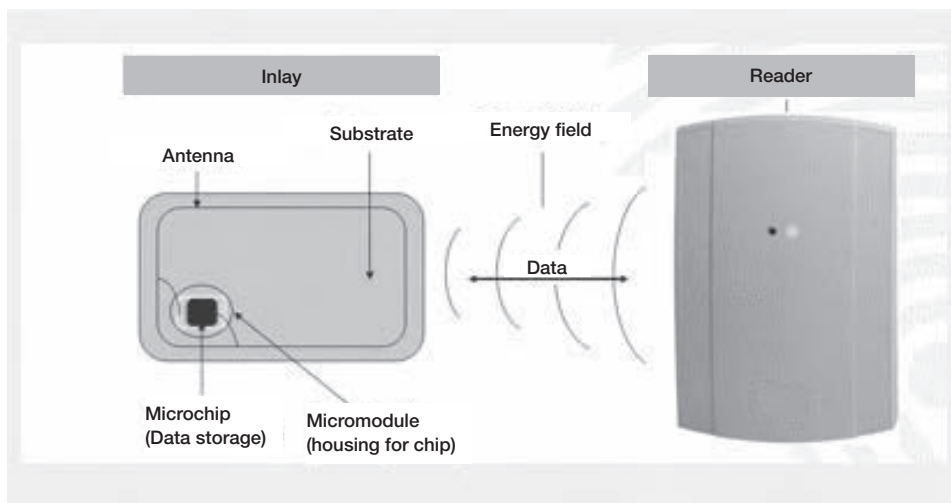 Inlay
Reader
Substrate
Energy field
Antenna
Data
Microchip
(Data storage)
Micromodule
(housing for chip)